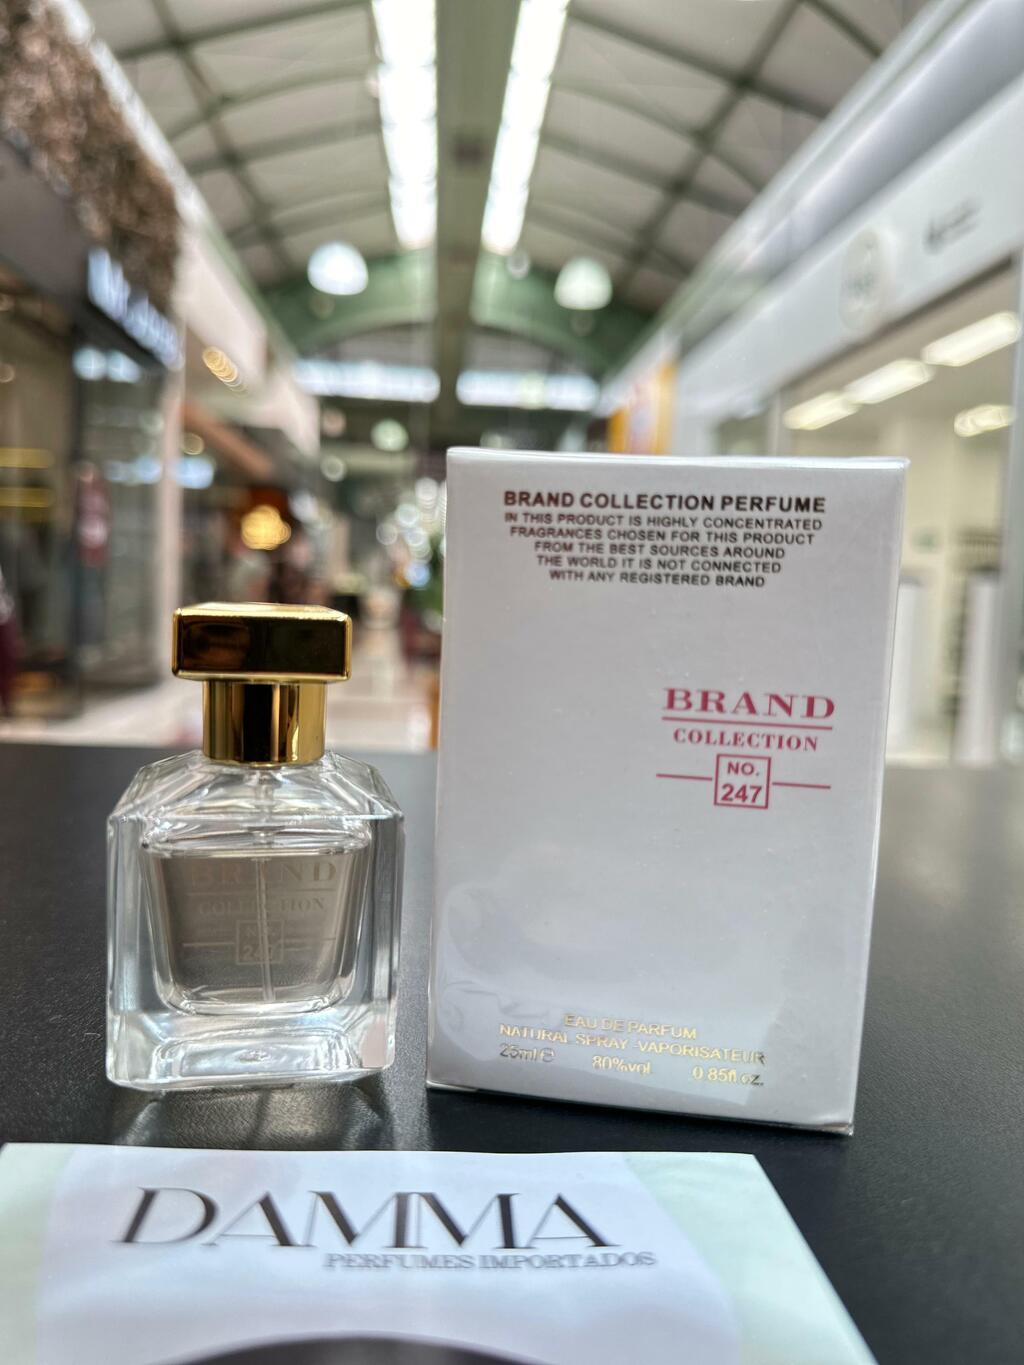 BRAND COLLECTION PERFUME
IN THIS PRODUCT IS HIGHLY CONCENTRATED
FRAGRANCES CHOSEN FOR THIS PRODUCT
FROM THE BEST SOURCES AROUND
THE WORLD IT IS NOT CONNECTED
WITH ANY REGISTERED BRAND
BRAND
COLLECTION
NO.
247
EAU DE PARFUM
NATURAL SPRAY -VAPORISATEUR
25ml ℮ 80%vol 0.85fl.oz.
BRAND
COLLECTION
NO.
247
DAMMA
PERFUMES IMPORTADOS